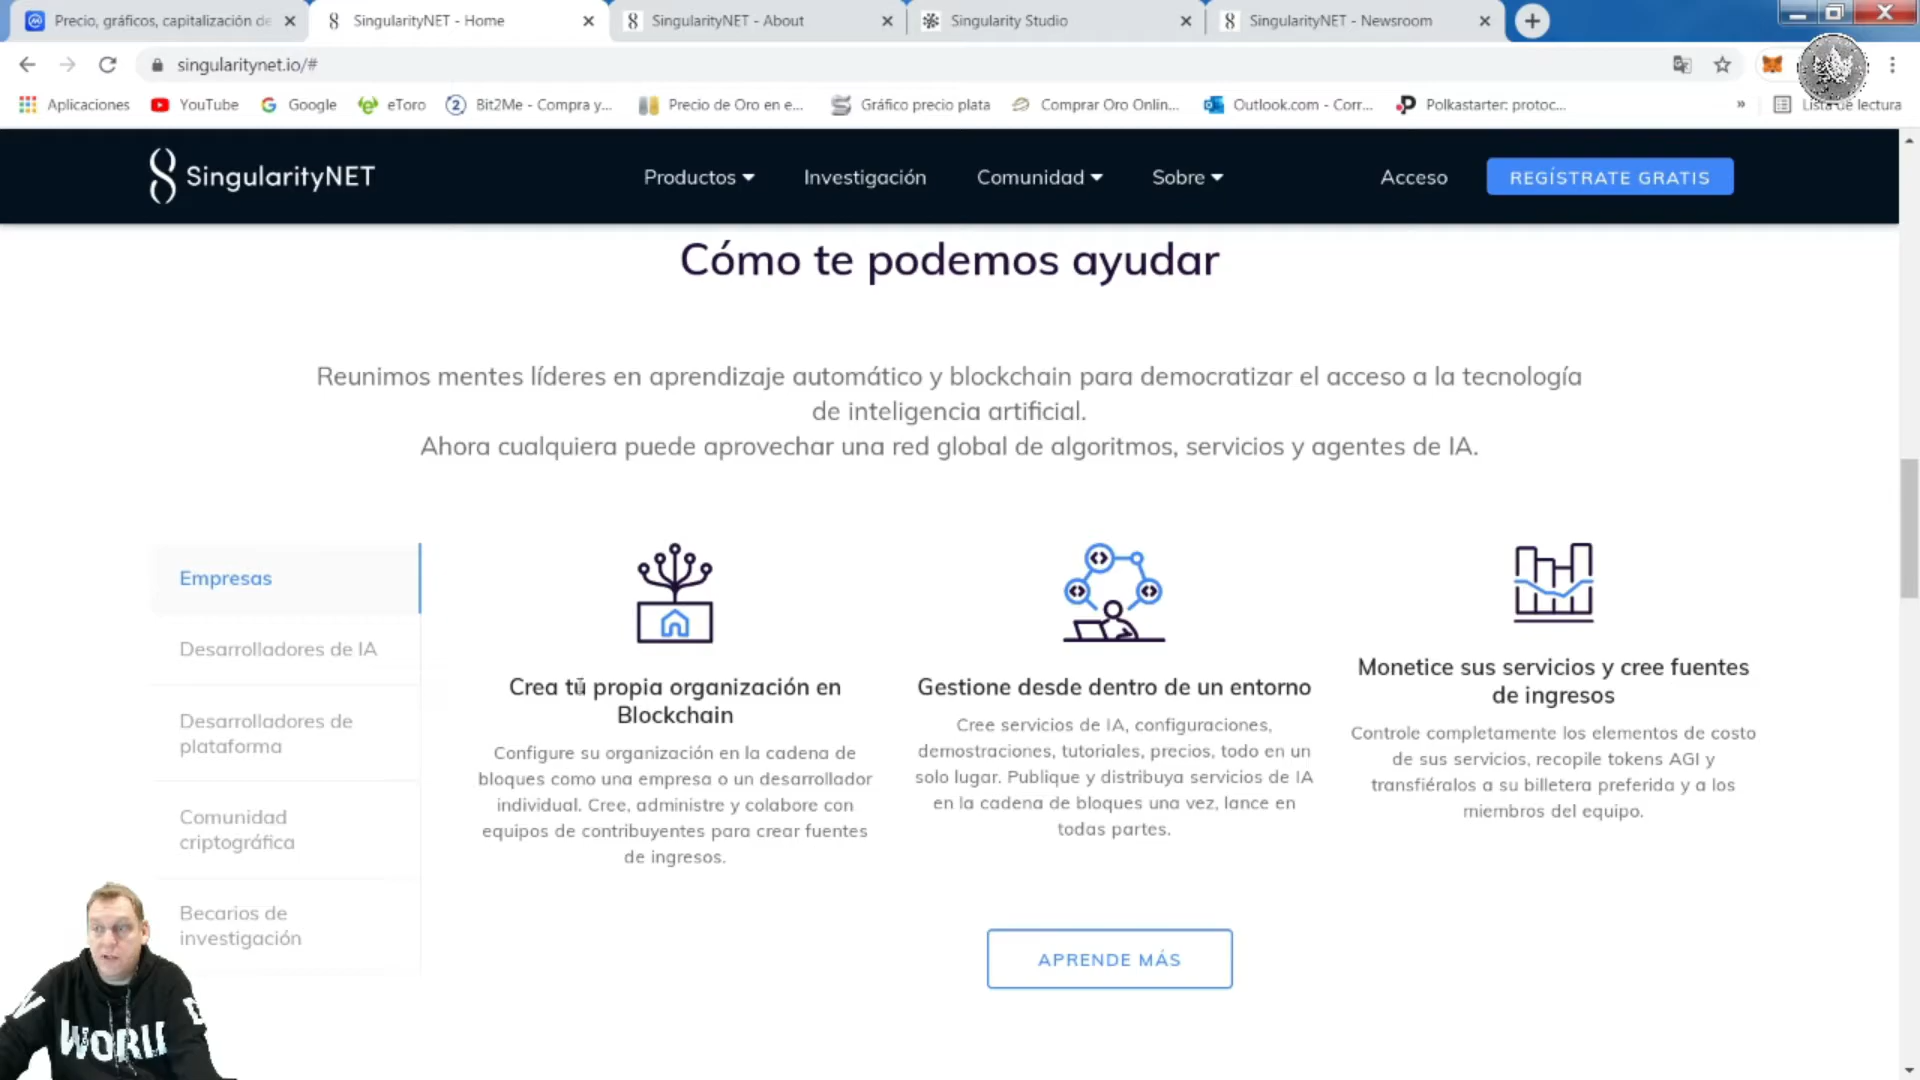 Precio, gráficos, capitalización de
SingularityNET - Home
SingularityNET - About
Singularity Studio
SingularityNET - Newsroom
singularitynet.io/#
Aplicaciones
YouTube
Google
eToro
Bit2Me - Compra y...
Precio de Oro en e...
Gráfico precio plata
Comprar Oro Onlin...
Outlook.com - Corr...
Polkastarter: protoc...
»
Lista de lectura
SingularityNET
Productos
Investigación
Comunidad
Sobre
Acceso
REGÍSTRATE GRATIS
Cómo te podemos ayudar
Reunimos mentes líderes en aprendizaje automático y blockchain para democratizar el acceso a la tecnología
de inteligencia artificial.
Ahora cualquiera puede aprovechar una red global de algoritmos, servicios y agentes de IA.
Empresas
Desarrolladores de IA
Desarrolladores de
plataforma
Comunidad
criptográfica
Becarios de
investigación
Crea tu propia organización en
Blockchain
Configure su organización en la cadena de
bloques como una empresa o un desarrollador
individual. Cree, administre y colabore con
equipos de contribuyentes para crear fuentes
de ingresos.
Gestione desde dentro de un entorno
Cree servicios de IA, configuraciones,
demostraciones, tutoriales, precios, todo en un
solo lugar. Publique y distribuya servicios de IA
en la cadena de bloques una vez, lance en
todas partes.
Monetice sus servicios y cree fuentes
de ingresos
Controle completamente los elementos de costo
de sus servicios, recopile tokens AGI y
transfiéralos a su billetera preferida y a los
miembros del equipo.
APRENDE MÁS